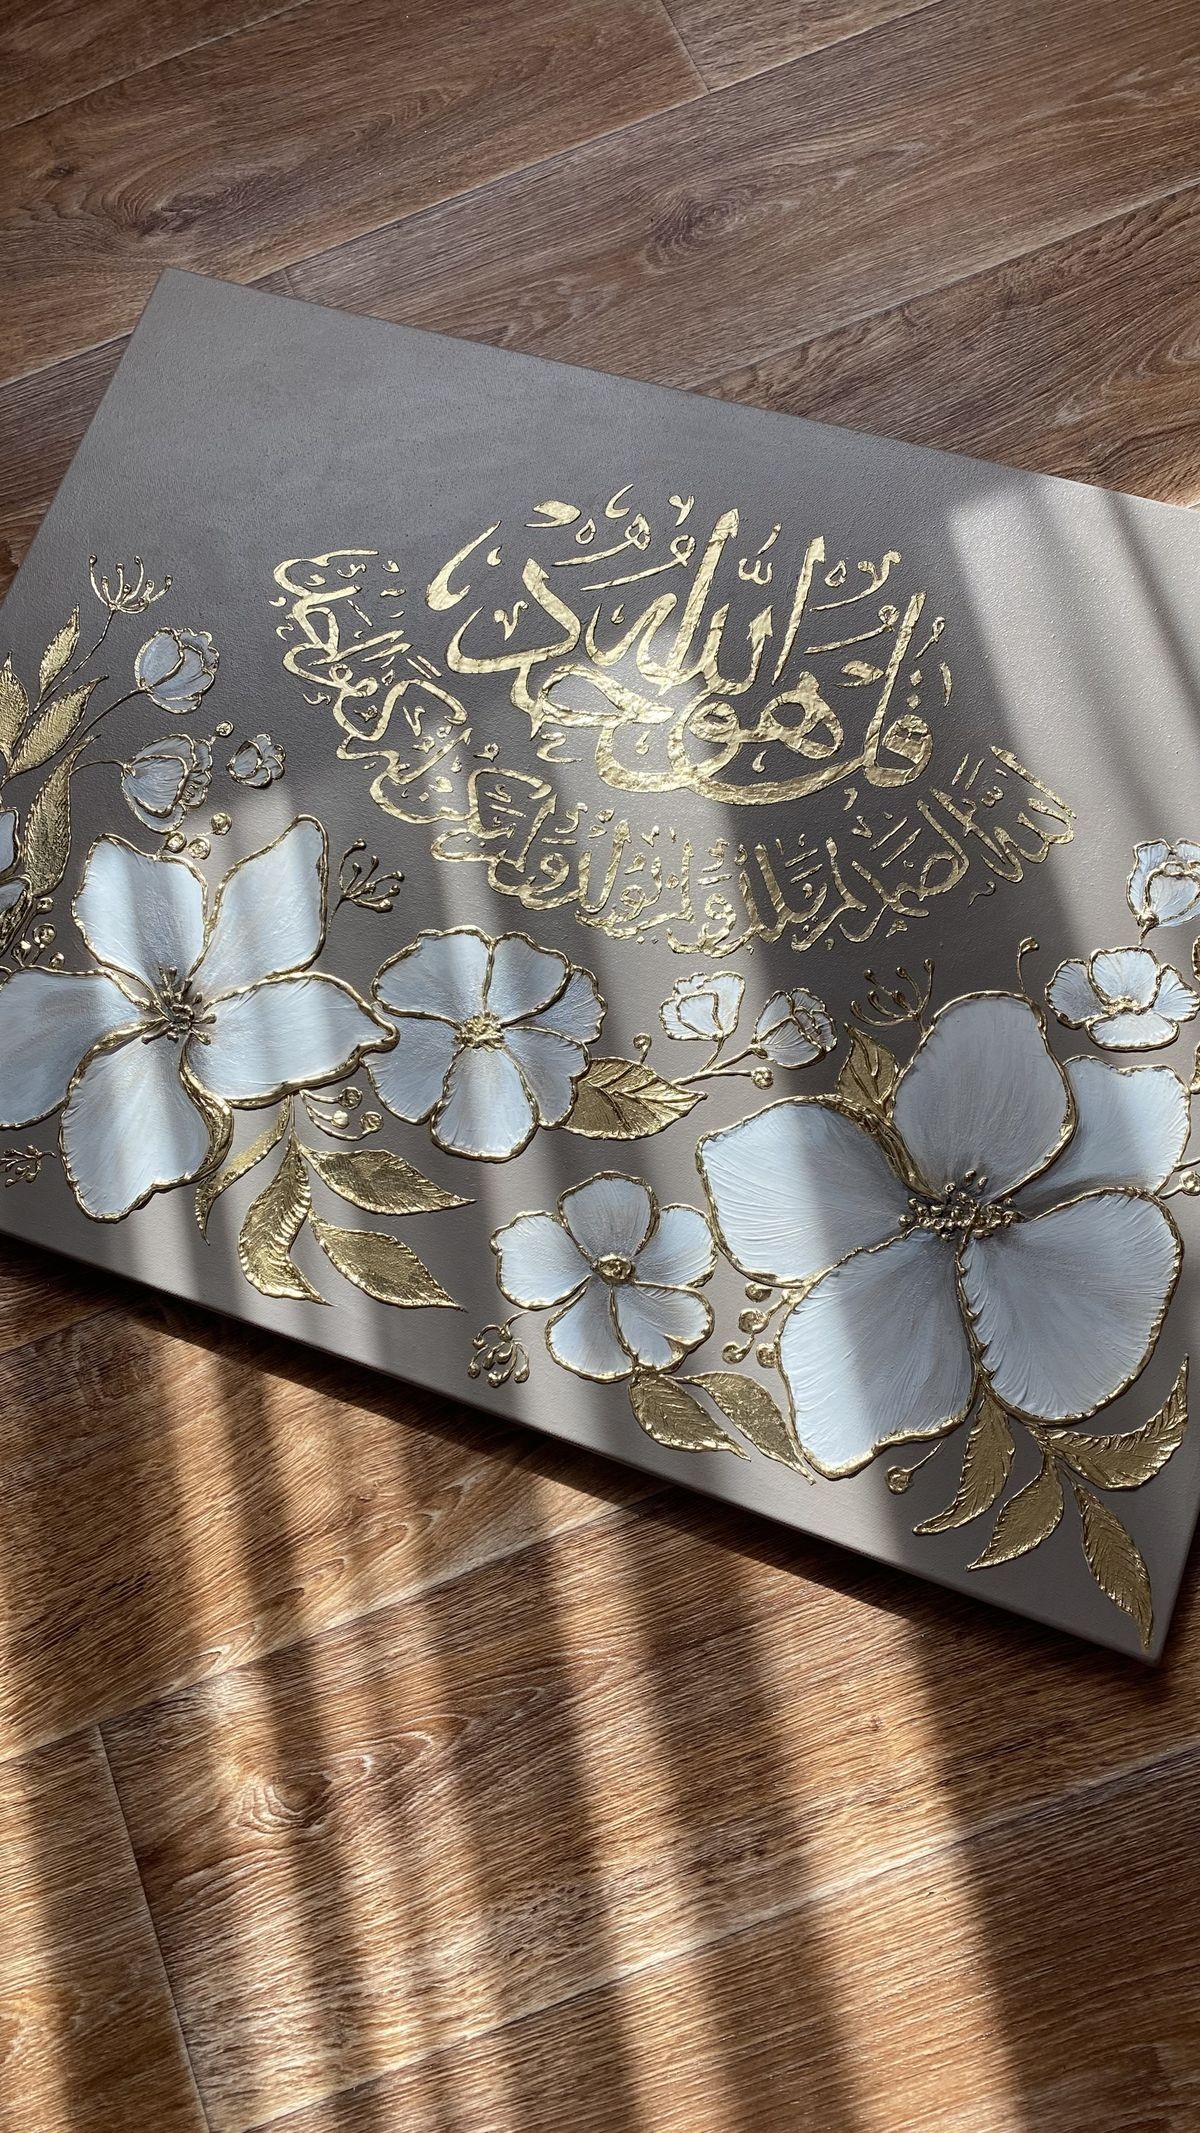 قُلْ هُوَ اللَّهُ أَحَدٌ
اللَّهُ الصَّمَدُ لَمْ يَلِدْ وَلَمْ يُولَدْ وَلَمْ يَكُنْ لَهُ كُفُوًا أَحَدٌ